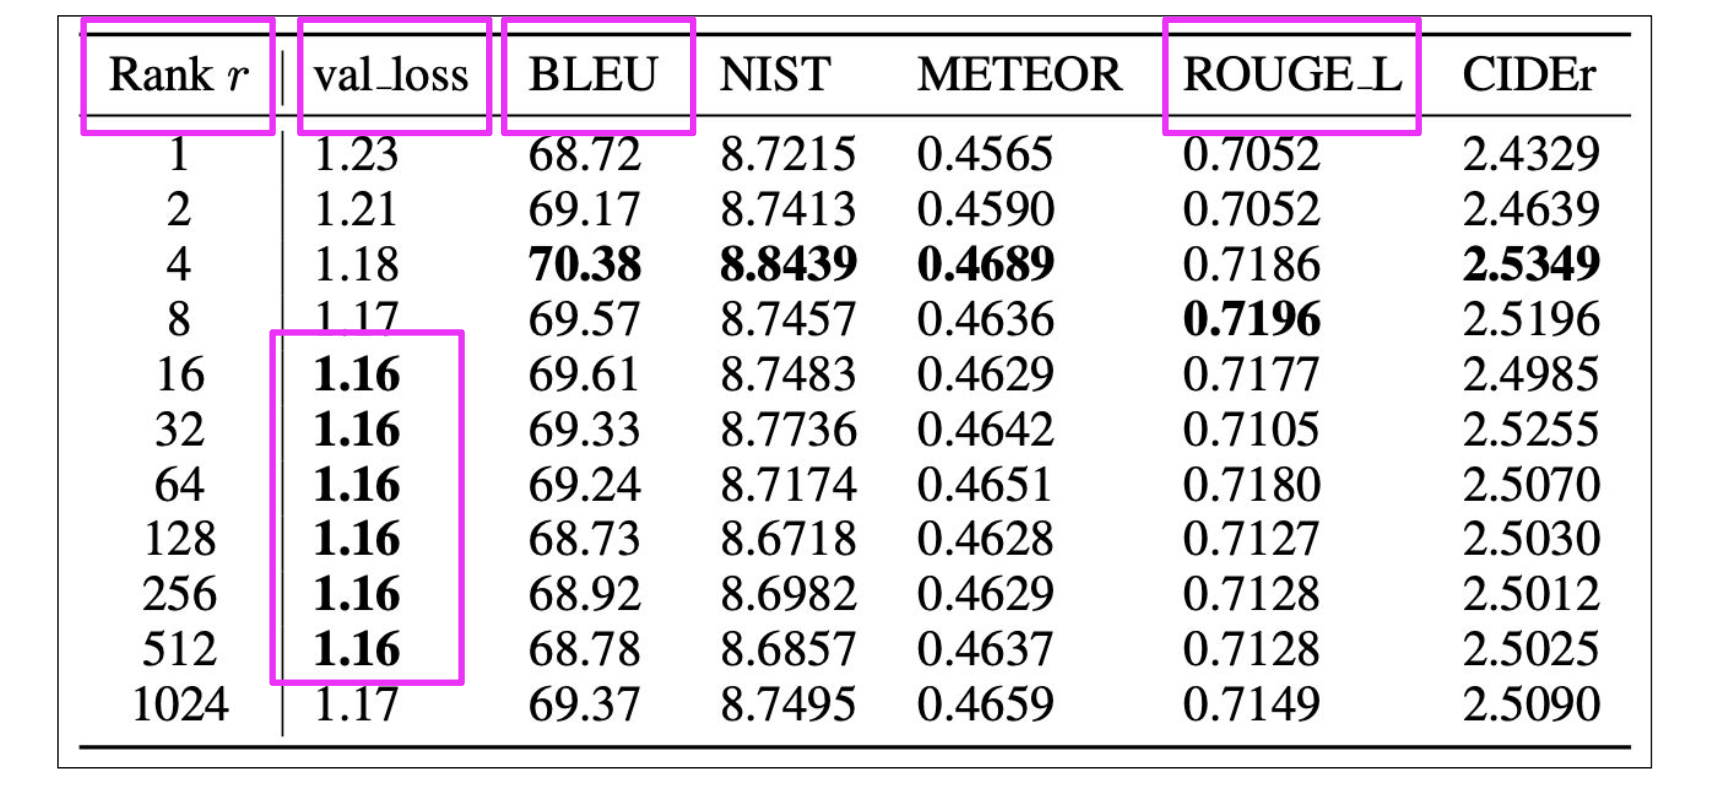 Rank r val_loss BLEU NIST METEOR ROUGE_L CIDEr
1 1.23 68.72 8.7215 0.4565 0.7052 2.4329
2 1.21 69.17 8.7413 0.4590 0.7052 2.4639
4 1.18 70.38 8.8439 0.4689 0.7186 2.5349
8 1.17 69.57 8.7457 0.4636 0.7196 2.5196
16 1.16 69.61 8.7483 0.4629 0.7177 2.4985
32 1.16 69.33 8.7736 0.4642 0.7105 2.5255
64 1.16 69.24 8.7174 0.4651 0.7180 2.5070
128 1.16 68.73 8.6718 0.4628 0.7127 2.5030
256 1.16 68.92 8.6982 0.4629 0.7128 2.5012
512 1.16 68.78 8.6857 0.4637 0.7128 2.5025
1024 1.17 69.37 8.7495 0.4659 0.7149 2.5090